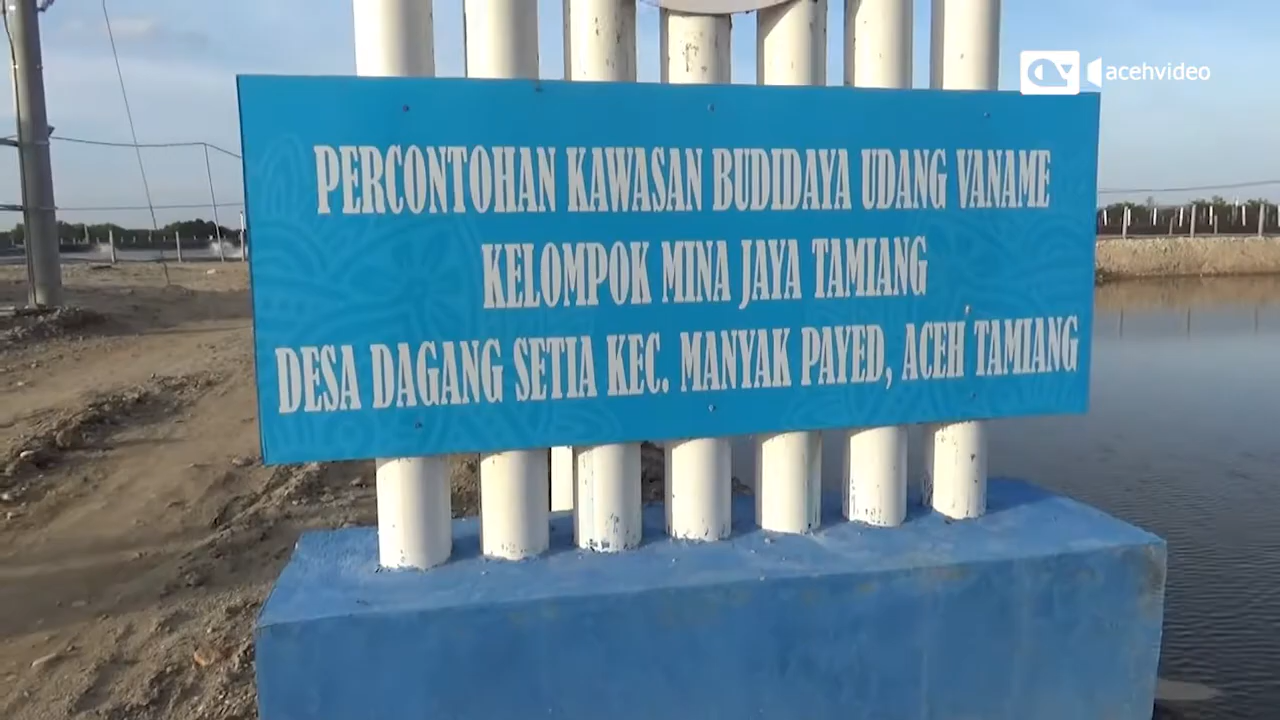 acehvideo
PERCONTOHAN KAWASAN BUDIDAYA UDANG VANAME
KELOMPOK MINA JAYA TAMIANG
DESA DAGANG SETIA KEC. MANYAK PAYED, ACEH TAMIANG